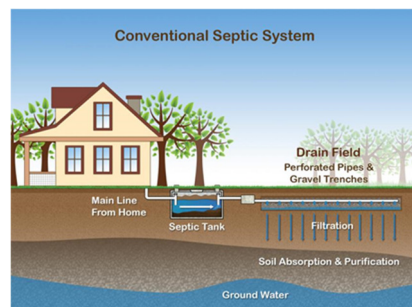 Conventional Septic System
Drain Field
Perforated Pipes &
Gravel Trenches
Main Line
From Home
Septic Tank
Filtration
Soil Absorption & Purification
Ground Water